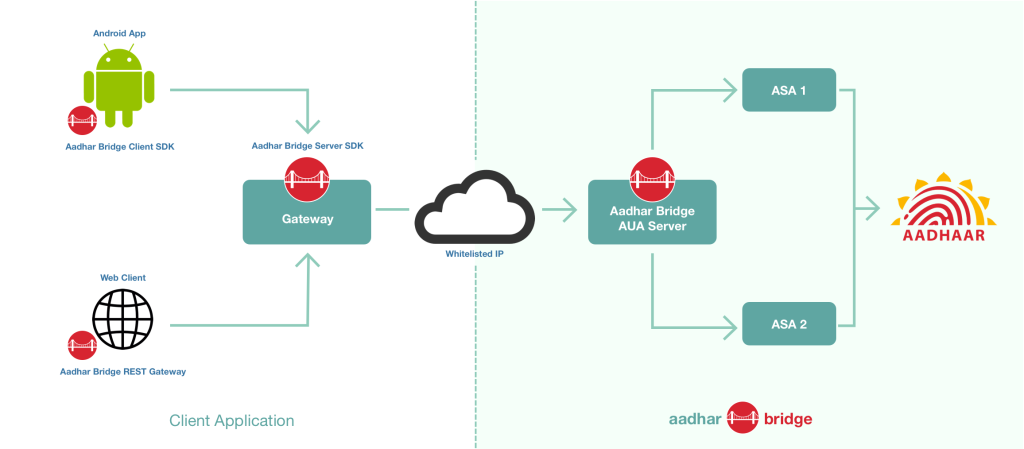 Android App
Aadhar Bridge Client SDK
Aadhar Bridge Server SDK
Gateway
Web Client
Aadhar Bridge REST Gateway
Client Application
Whitelisted IP
Aadhar Bridge
AUA Server
ASA 1
ASA 2
AADHAAR
aadhar bridge